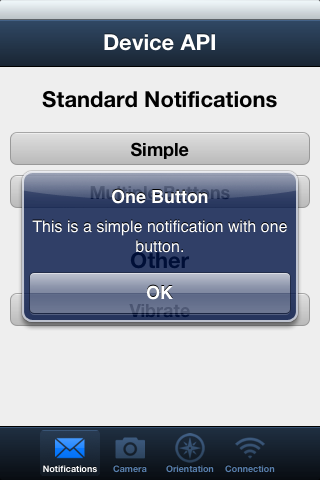 Device API
Standard Notifications
Simple
Multiple Buttons
One Button
This is a simple notification with one
button.
Other
OK
Vibrate
Notifications
Camera
Orientation
Connection